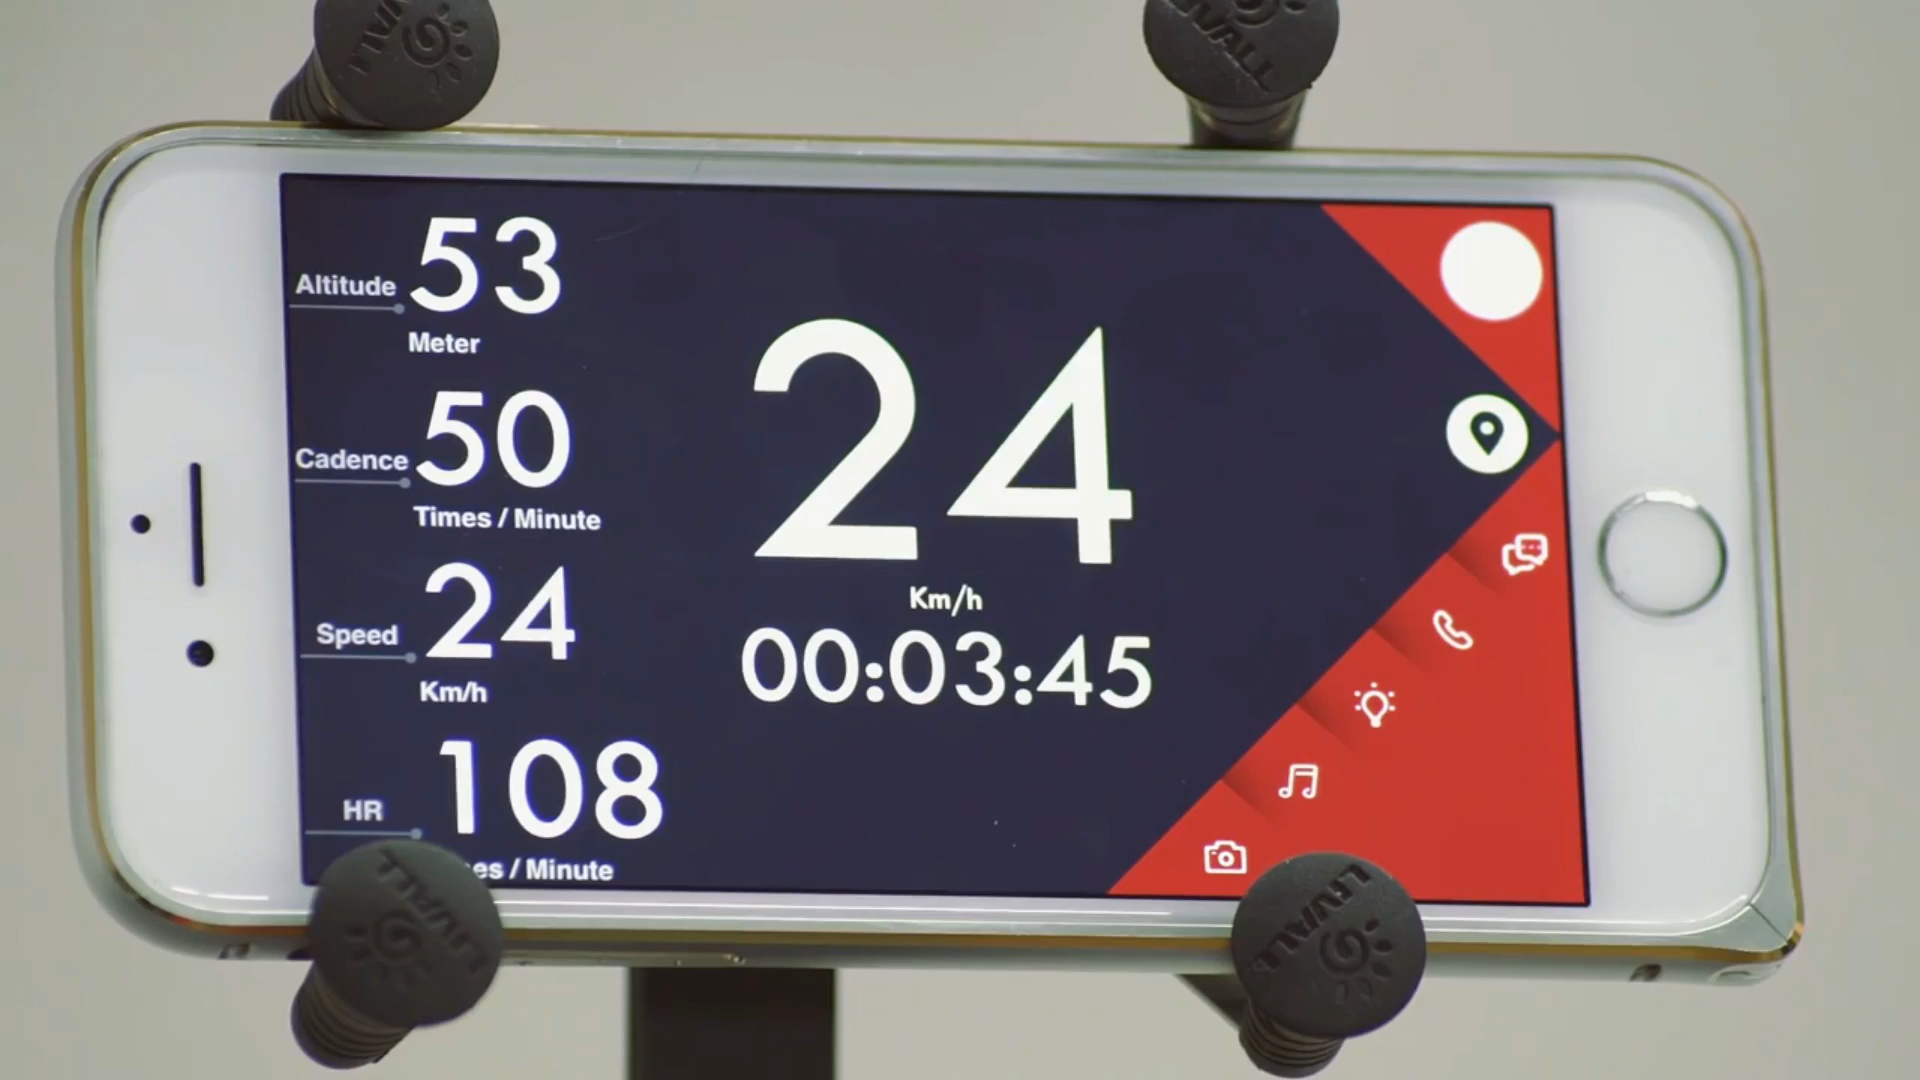 LIVALL
Altitude 53
Meter
Cadence 50
Times / Minute
Speed 24
Km/h
HR 108
es / Minute
24
Km/h
00:03:45
LIVALL
LIVALL